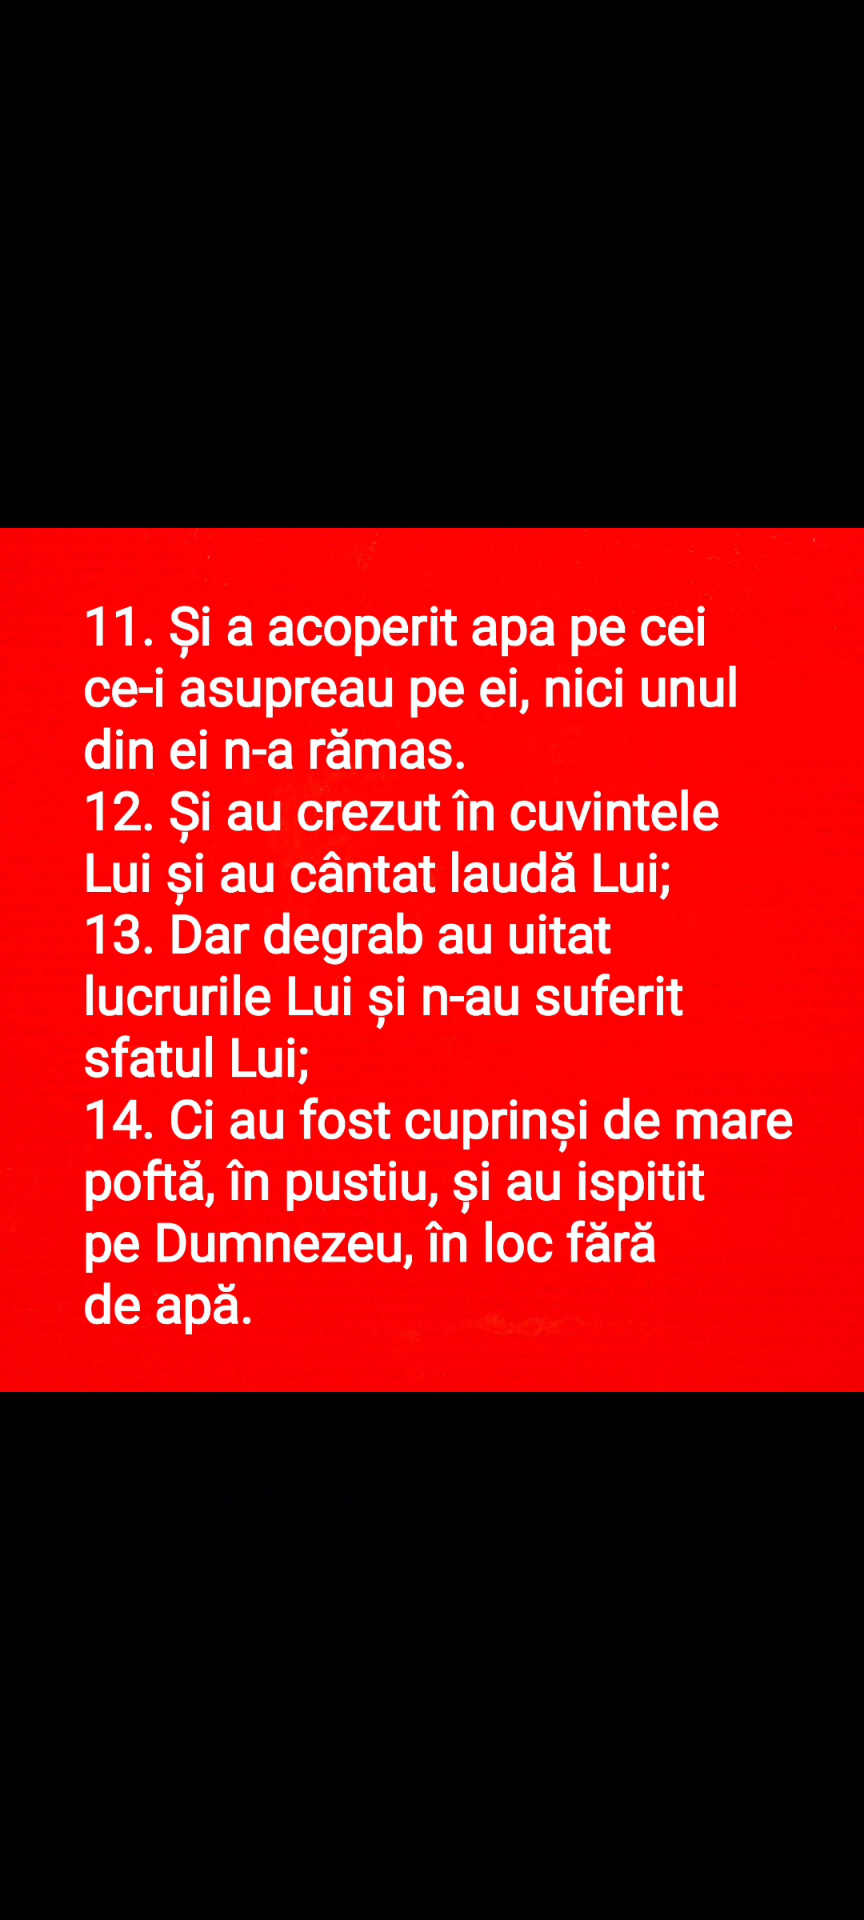 11. Și a acoperit apa pe cei
ce-i asupreau pe ei, nici unul
din ei n-a rămas.
12. Și au crezut în cuvintele
Lui și au cântat laudă Lui;
13. Dar degrab au uitat
lucrurile Lui și n-au suferit
sfatul Lui;
14. Ci au fost cuprinși de mare
poftă, în pustiu, și au ispitit
pe Dumnezeu, în loc fără
de apă.